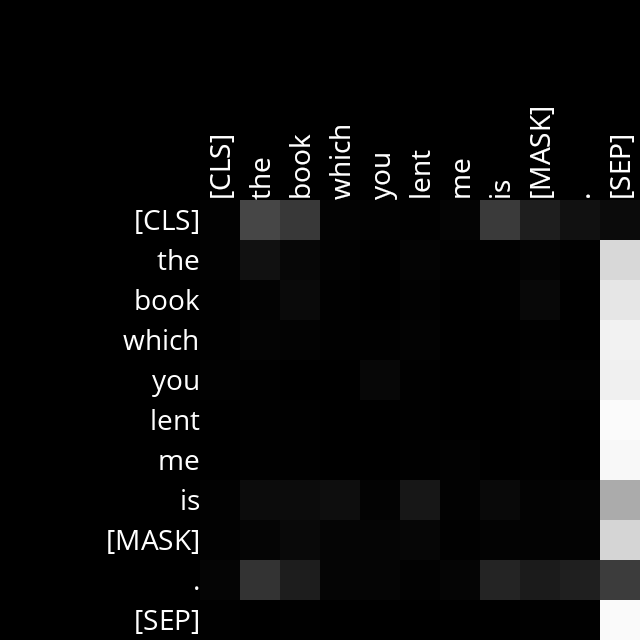 [CLS] the book which you lent me is [MASK] . [SEP]
[CLS]
the
book
which
you
lent
me
is
[MASK]
.
[SEP]